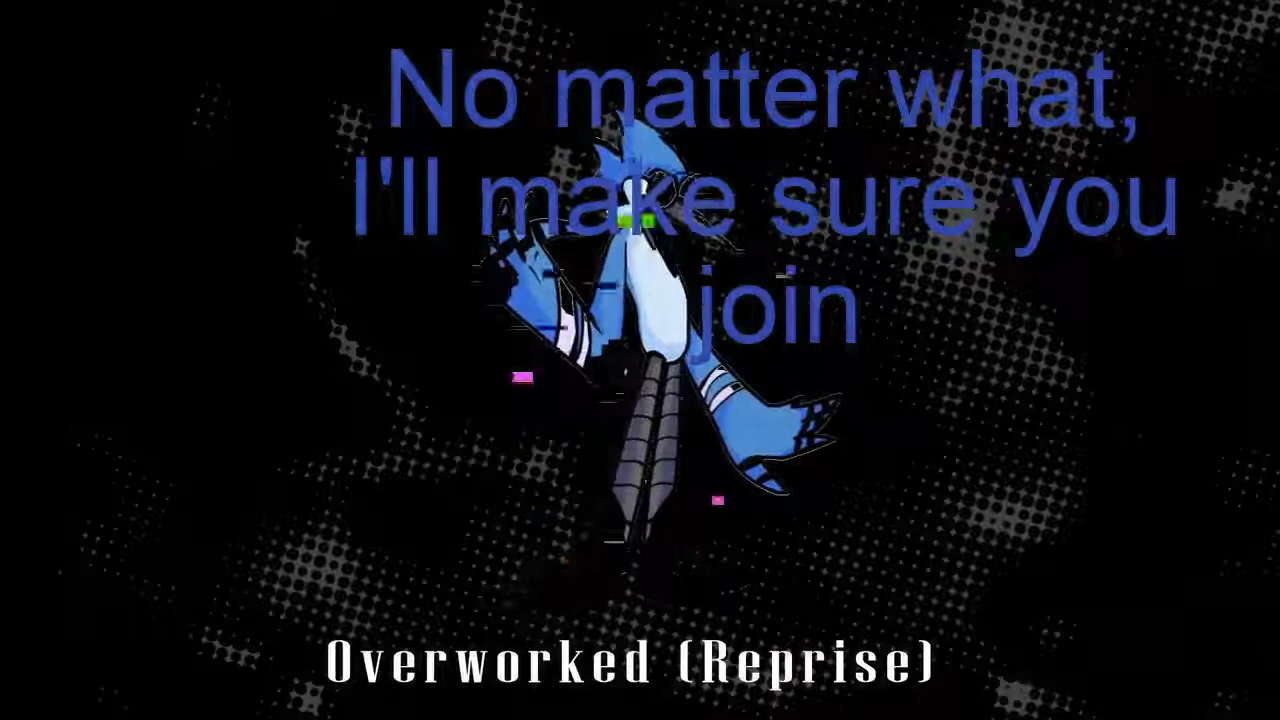 No matter what,
I'll make sure you
join
Overworked (Reprise)